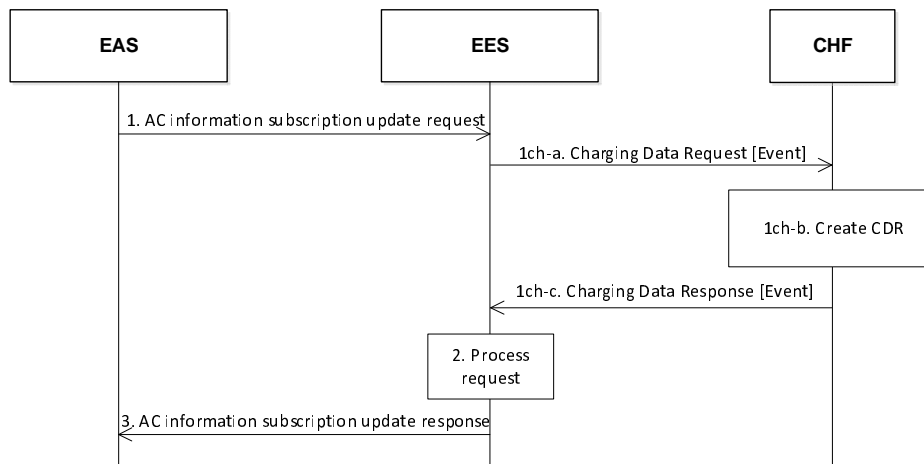 EAS
EES
CHF
1. AC information subscription update request
1ch-a. Charging Data Request [Event]
1ch-b. Create CDR
1ch-c. Charging Data Response [Event]
2. Process
request
3. AC information subscription update response